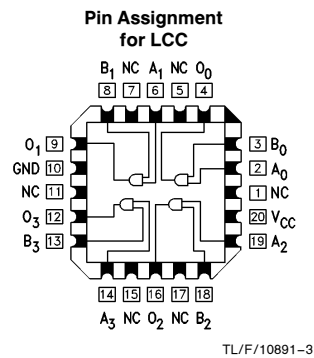 Pin Assignment
for LCC
B1 NC A1 NC O0
8 7 6 5 4
O1 9
GND 10
NC 11
O3 12
B3 13
3 B0
2 A0
1 NC
20 VCC
19 A2
14 15 16 17 18
A3 NC O2 NC B2
TL/F/10891–3